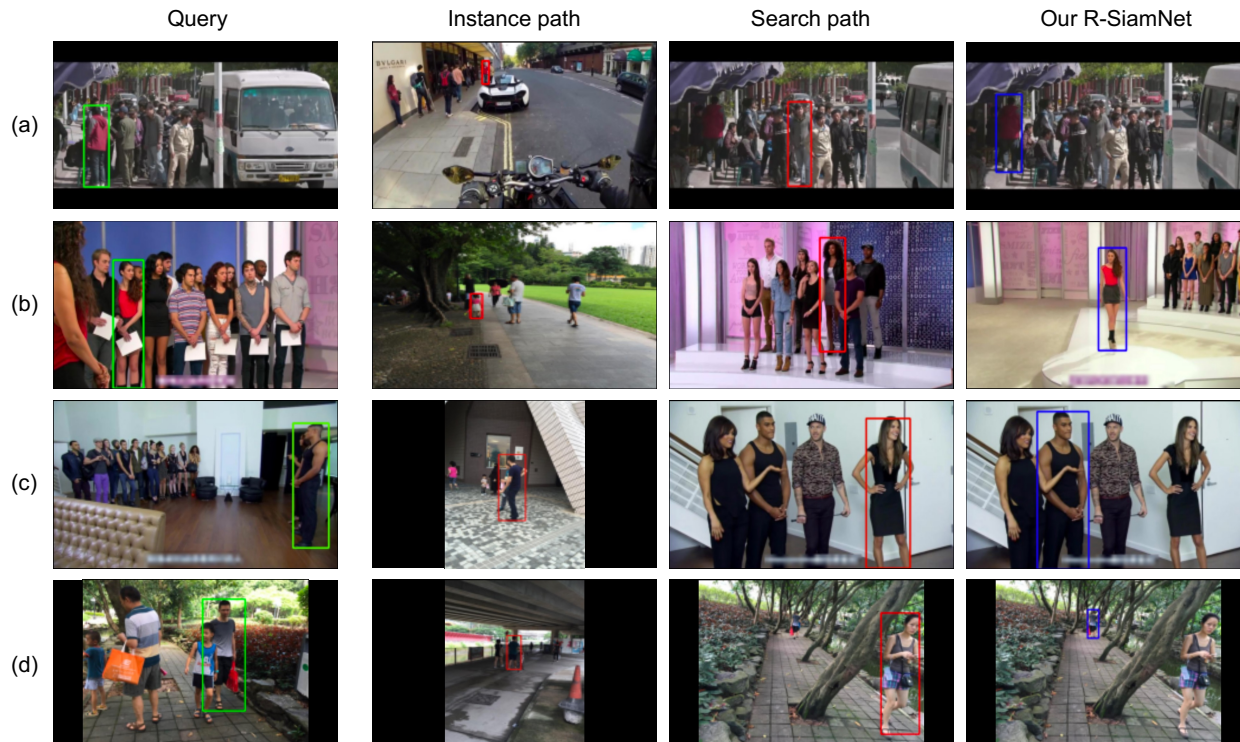 Query Instance path Search path Our R-SiamNet
(a)
BVLGARI
(b)
(c)
(d)